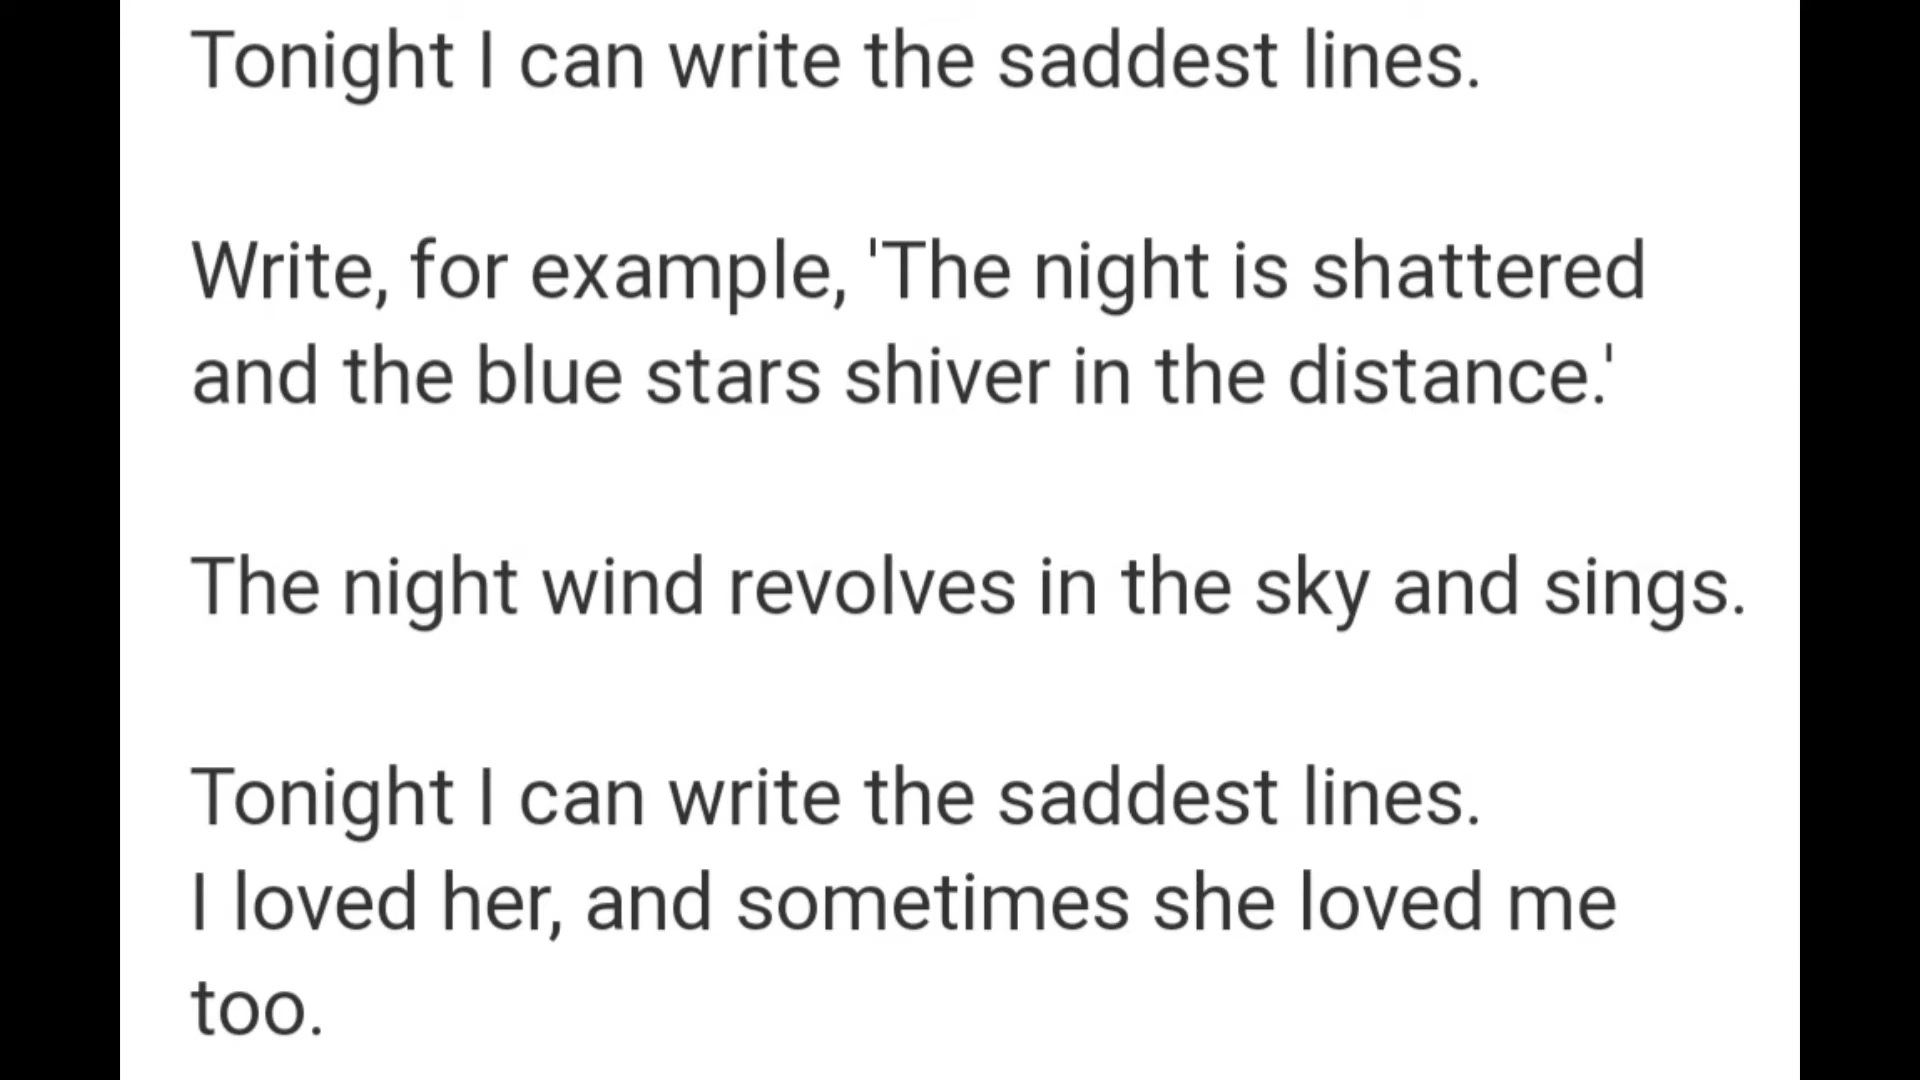 Tonight I can write the saddest lines.
Write, for example, 'The night is shattered
and the blue stars shiver in the distance.'
The night wind revolves in the sky and sings.
Tonight I can write the saddest lines.
I loved her, and sometimes she loved me
too.